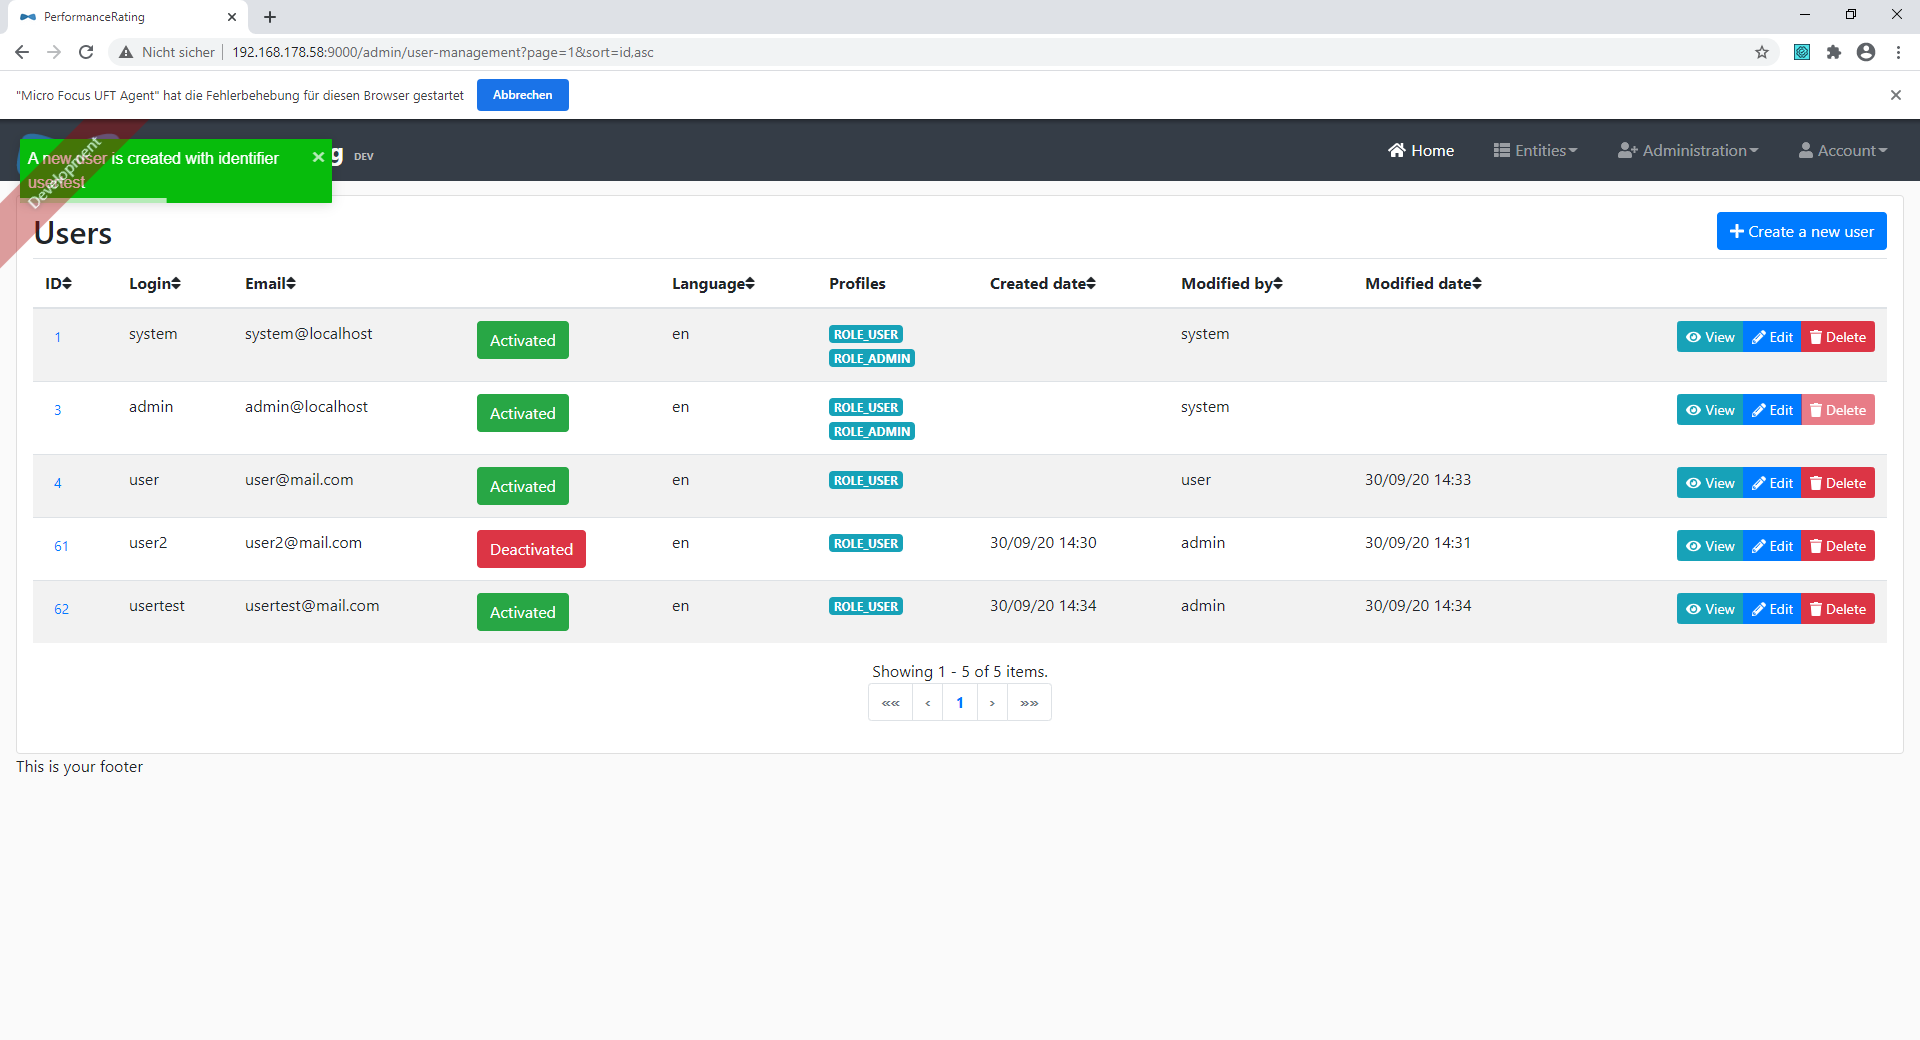 PerformanceRating
Nicht sicher 192.168.178.58:9000/admin/user-management?page=1&sort=id,asc
"Micro Focus UFT Agent" hat die Fehlerbehebung für diesen Browser gestartet Abbrechen
Development
g DEV
Home Entities Administration Account
A new user is created with identifier
usertest
Users
Create a new user
ID Login Email Language Profiles Created date Modified by Modified date
1 system system@localhost Activated en ROLE_USER system View Edit Delete
ROLE_ADMIN
3 admin admin@localhost Activated en ROLE_USER system View Edit Delete
ROLE_ADMIN
4 user user@mail.com Activated en ROLE_USER user 30/09/20 14:33 View Edit Delete
61 user2 user2@mail.com Deactivated en ROLE_USER 30/09/20 14:30 admin 30/09/20 14:31 View Edit Delete
62 usertest usertest@mail.com Activated en ROLE_USER 30/09/20 14:34 admin 30/09/20 14:34 View Edit Delete
Showing 1 - 5 of 5 items.
«« ‹ 1 › »»
This is your footer